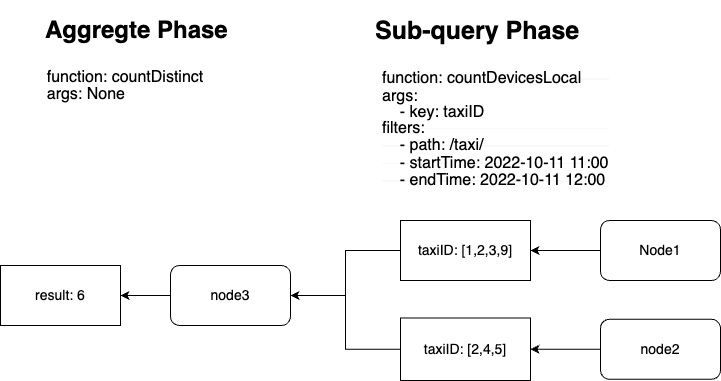 Aggregte Phase
function: countDistinct
args: None
Sub-query Phase
function: countDevicesLocal
args:
- key: taxiID
filters:
- path: /taxi/
- startTime: 2022-10-11 11:00
- endTime: 2022-10-11 12:00
taxiID: [1,2,3,9]
Node1
result: 6
node3
taxiID: [2,4,5]
node2